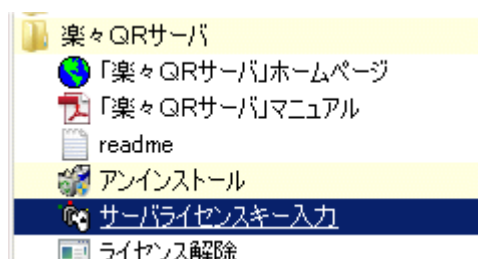 楽々QRサーバ
「楽々QRサーバ」ホームページ
「楽々QRサーバ」マニュアル
readme
アンインストール
サーバライセンスキー入力
ライセンス解除